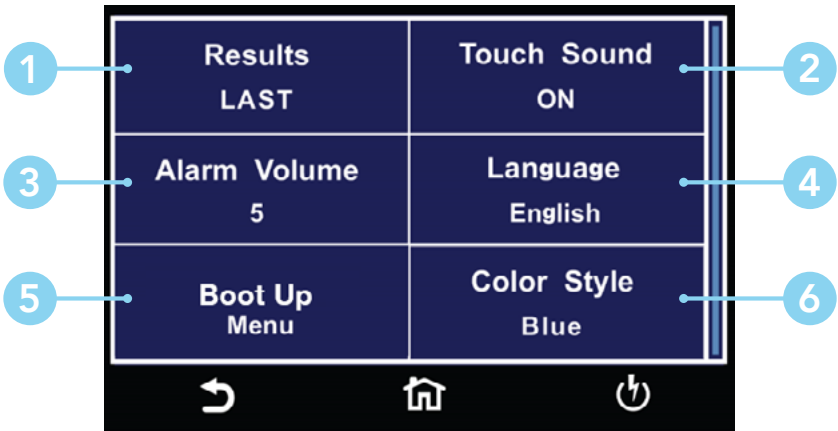 1
Results
LAST
2
Touch Sound
ON
3
Alarm Volume
5
4
Language
English
5
Boot Up
Menu
6
Color Style
Blue